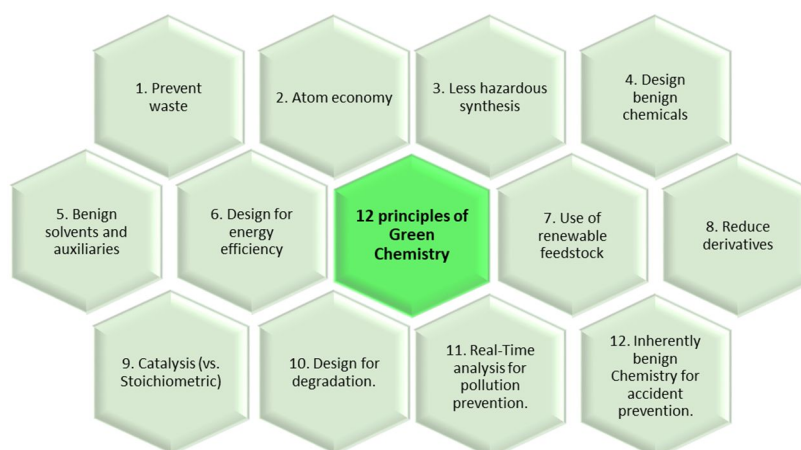 1. Prevent
waste
2. Atom economy
3. Less hazardous
synthesis
4. Design
benign
chemicals
5. Benign
solvents and
auxiliaries
6. Design for
energy
efficiency
12 principles of
Green
Chemistry
7. Use of
renewable
feedstock
8. Reduce
derivatives
9. Catalysis (vs.
Stoichiometric)
10. Design for
degradation.
11. Real-Time
analysis for
pollution
prevention.
12. Inherently
benign
Chemistry for
accident
prevention.